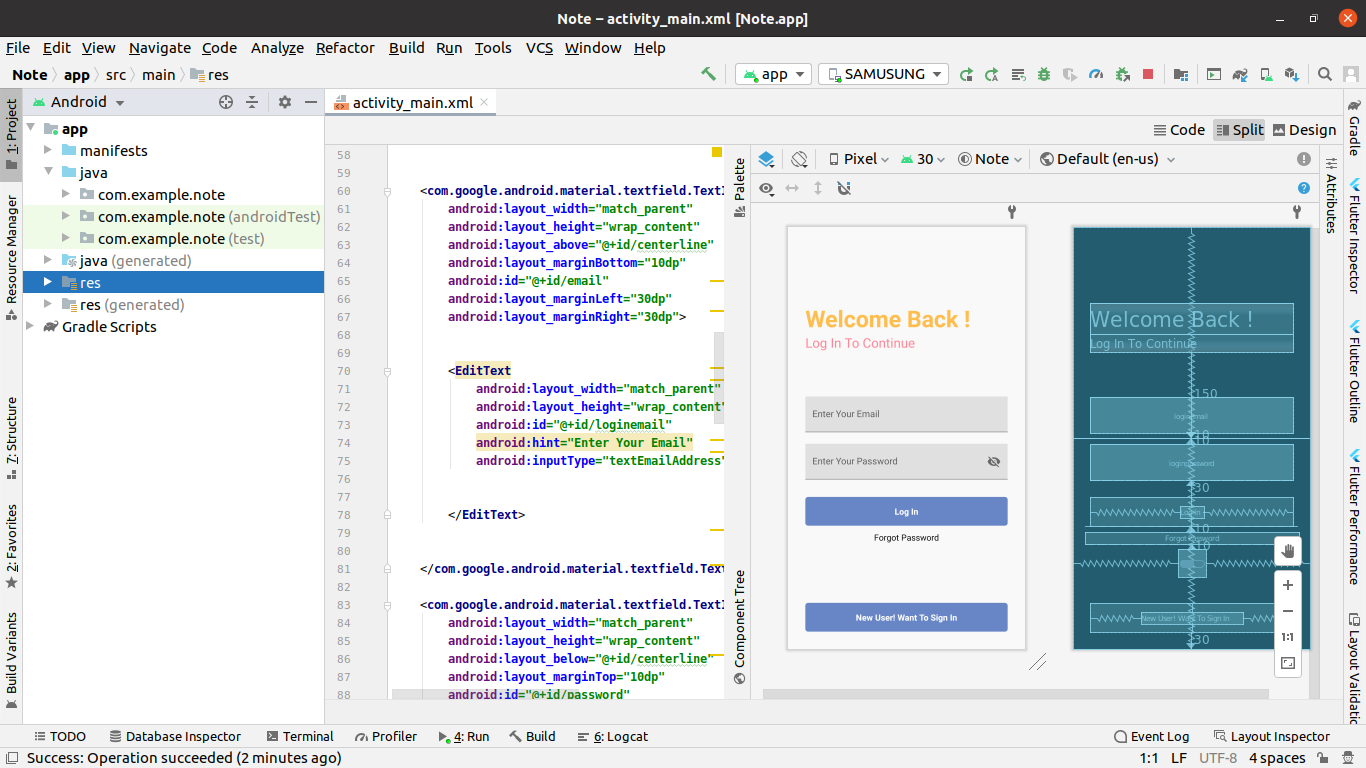 Note – activity_main.xml [Note.app]
File Edit View Navigate Code Analyze Refactor Build Run Tools VCS Window Help
Note app src main res
app SAMUSUNG
1: Project
Resource Manager
7: Structure
2: Favorites
Build Variants
Android
app
manifests
java
com.example.note
com.example.note (androidTest)
com.example.note (test)
java (generated)
res
res (generated)
Gradle Scripts
activity_main.xml
Code Split Design
58
59
60 <com.google.android.material.textfield.TextI
61 android:layout_width="match_parent"
62 android:layout_height="wrap_content"
63 android:layout_above="@+id/centerline"
64 android:layout_marginBottom="10dp"
65 android:id="@+id/email"
66 android:layout_marginLeft="30dp"
67 android:layout_marginRight="30dp">
68
69
70 <EditText
71 android:layout_width="match_parent"
72 android:layout_height="wrap_content"
73 android:id="@+id/loginemail"
74 android:hint="Enter Your Email"
75 android:inputType="textEmailAddress"
76
77
78 </EditText>
79
80
81 </com.google.android.material.textfield.Text
82
83 <com.google.android.material.textfield.TextI
84 android:layout_width="match_parent"
85 android:layout_height="wrap_content"
86 android:layout_below="@+id/centerline"
87 android:layout_marginTop="10dp"
88 android:id="@+id/password"
Palette
Component Tree
Pixel 30 Note Default (en-us)
Welcome Back !
Log In To Continue
Enter Your Email
Enter Your Password
Log In
Forgot Password
New User! Want To Sign In
Welcome Back !
Log In To Continue
150
loginemail
10
loginpassword
30
10
Forgot Password
10
New User! Want To Sign In
30
1:1
Attributes
Gradle
Flutter Inspector
Flutter Outline
Flutter Performance
Layout Validatio
TODO Database Inspector Terminal Profiler 4: Run Build 6: Logcat Event Log Layout Inspector
Success: Operation succeeded (2 minutes ago) 1:1 LF UTF-8 4 spaces